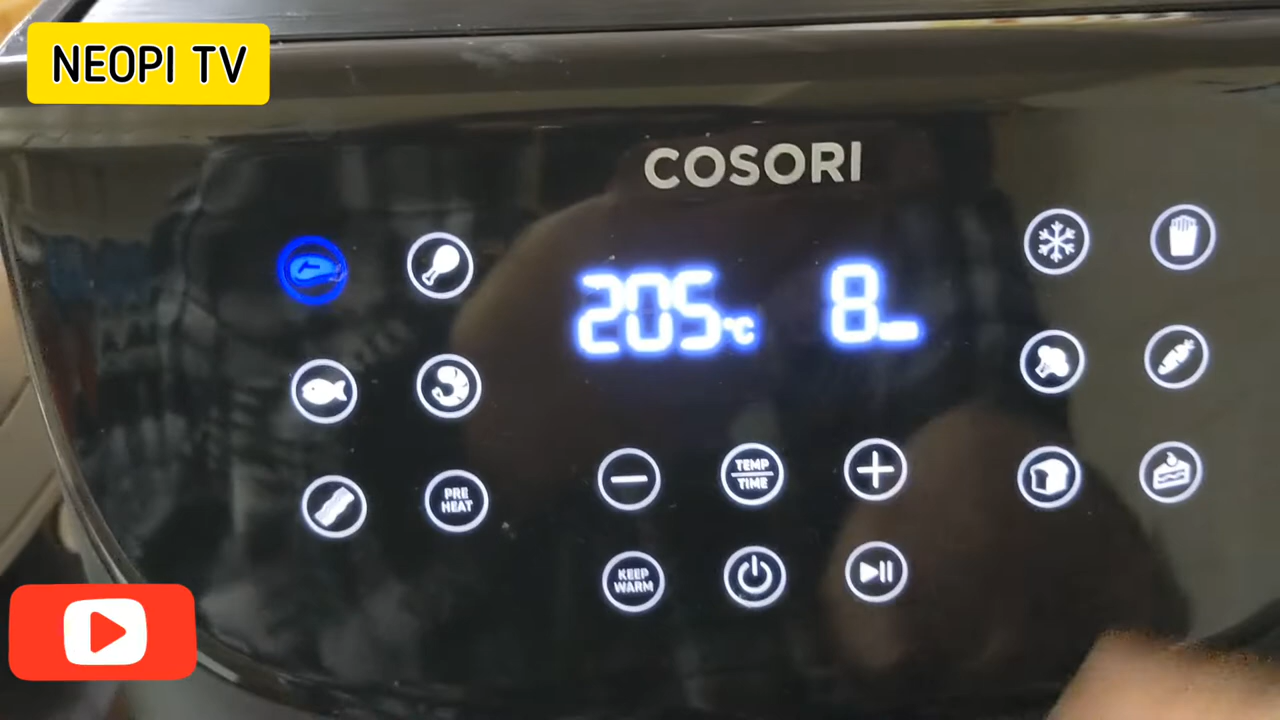 NEOPI TV
COSORI
205°C 8
PRE
HEAT
TEMP
TIME
KEEP
WARM